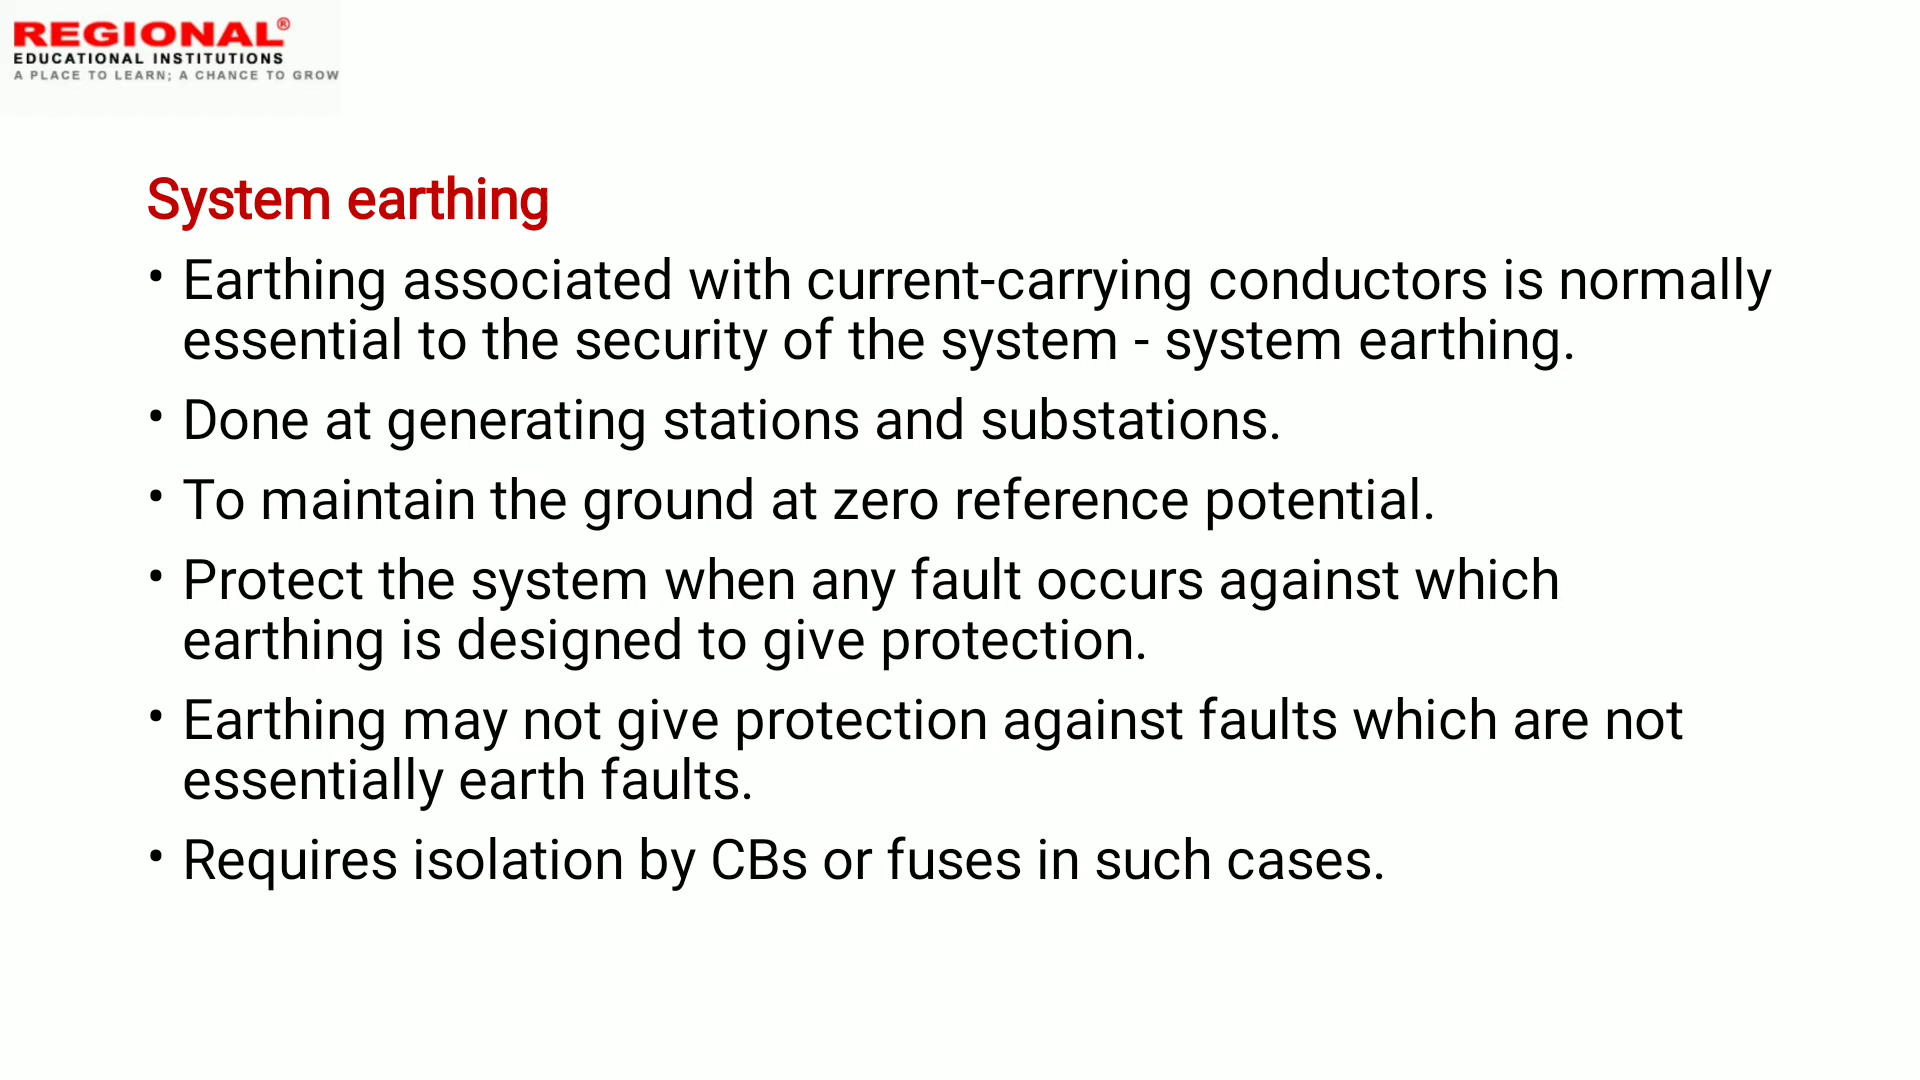 REGIONAL®
EDUCATIONAL INSTITUTIONS
A PLACE TO LEARN; A CHANCE TO GROW
System earthing
• Earthing associated with current-carrying conductors is normally
essential to the security of the system - system earthing.
• Done at generating stations and substations.
• To maintain the ground at zero reference potential.
• Protect the system when any fault occurs against which
earthing is designed to give protection.
• Earthing may not give protection against faults which are not
essentially earth faults.
• Requires isolation by CBs or fuses in such cases.